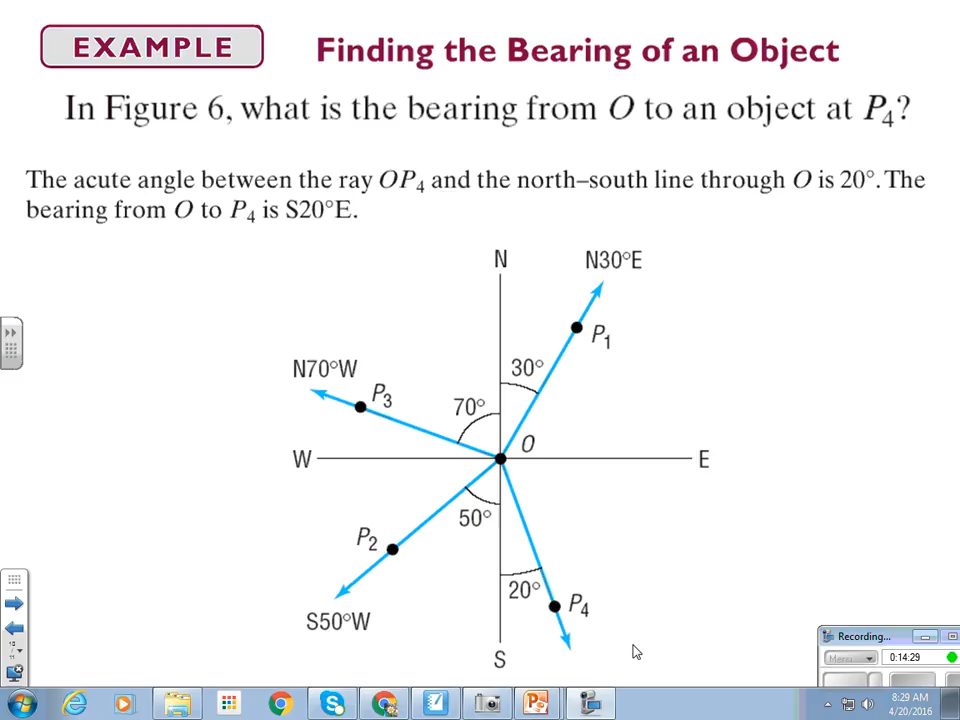 EXAMPLE
Finding the Bearing of an Object
In Figure 6, what is the bearing from O to an object at P4?
The acute angle between the ray OP4 and the north–south line through O is 20°. The
bearing from O to P4 is S20°E.
N
N30°E
P1
30°
N70°W
P3
70°
O
W
E
50°
P2
20°
P4
S50°W
S
Recording...
Menu
0:14:29
8:29 AM
4/20/2016